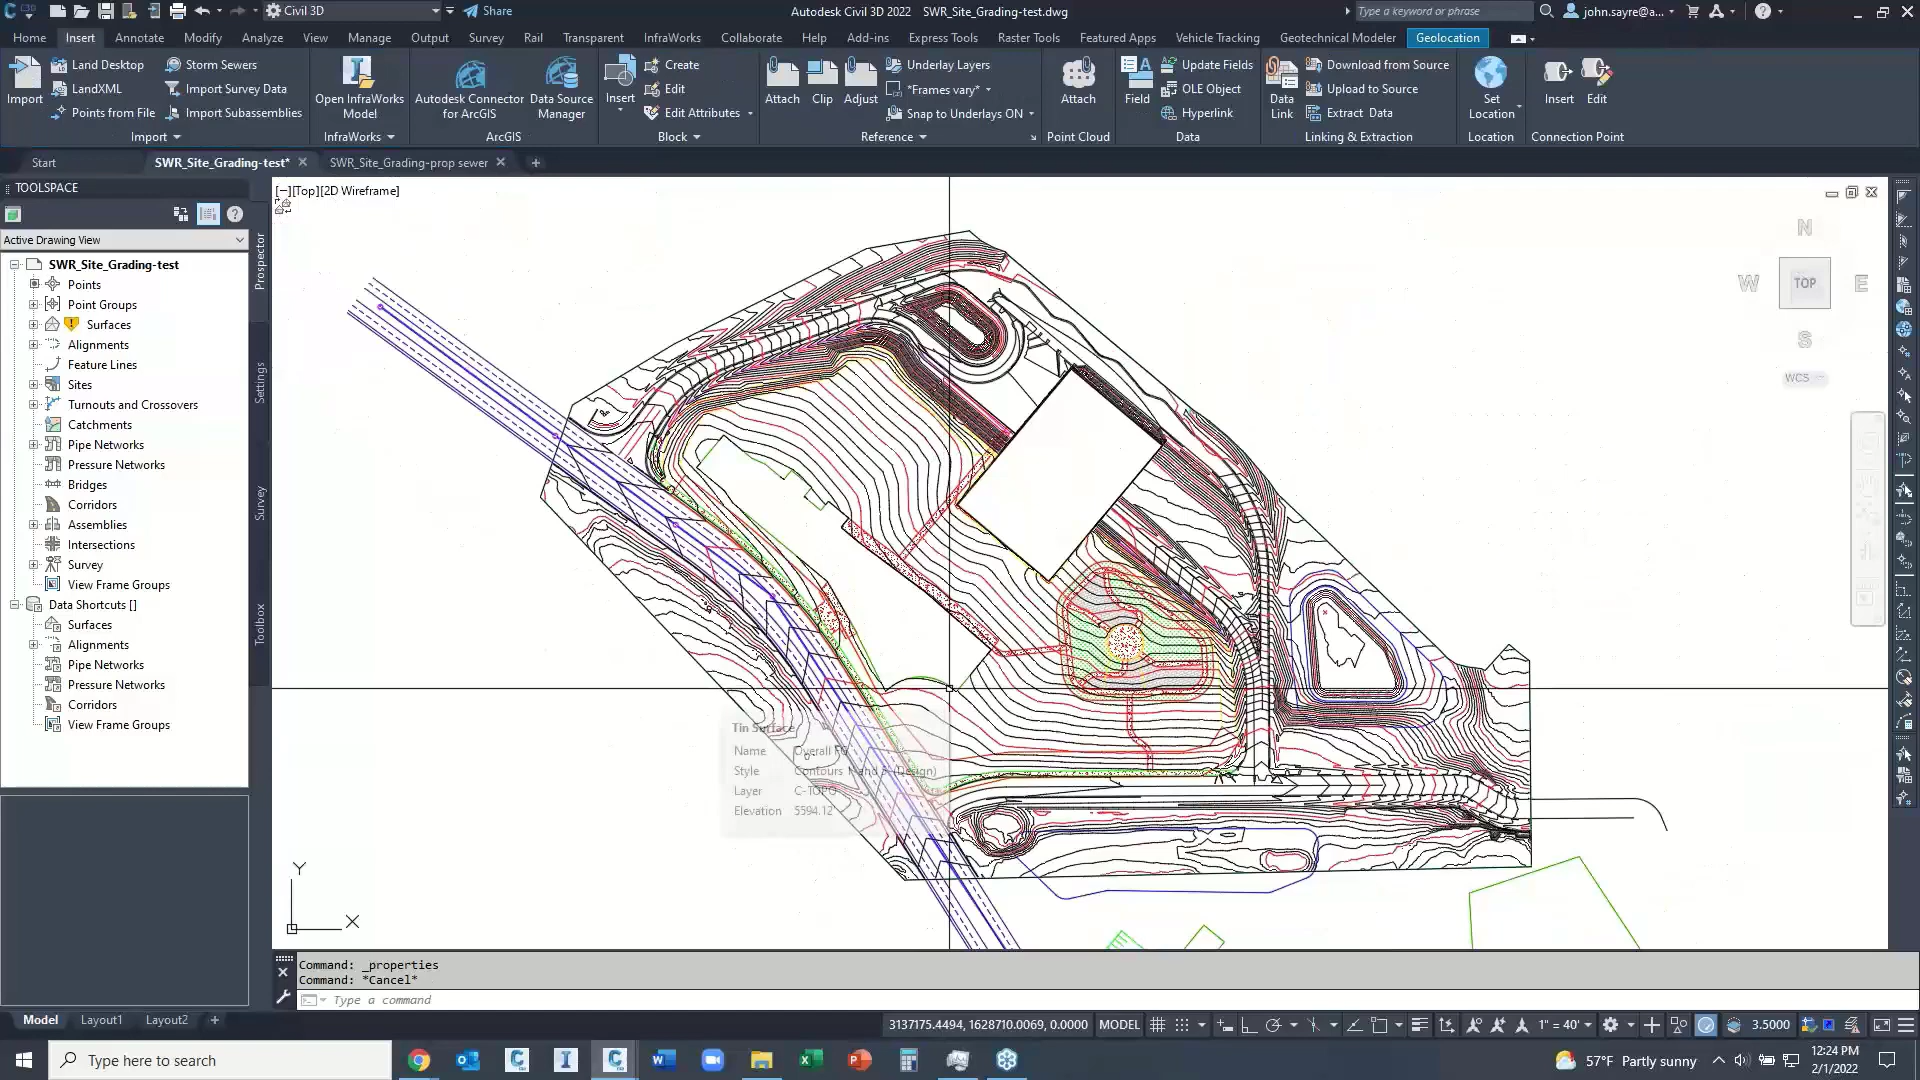 Civil 3D
Share
Autodesk Civil 3D 2022 SWR_Site_Grading-test.dwg
Type a keyword or phrase
john.sayre@a...
Home Insert Annotate Modify Analyze View Manage Output Survey Rail Transparent InfraWorks Collaborate Help Add-ins Express Tools Raster Tools Featured Apps Vehicle Tracking Geotechnical Modeler Geolocation
Import
Land Desktop
LandXML
Points from File
Storm Sewers
Import Survey Data
Import Subassemblies
Import
Open InfraWorks
Model
InfraWorks
Autodesk Connector
for ArcGIS
Data Source
Manager
ArcGIS
Insert
Create
Edit
Edit Attributes
Block
Attach
Clip
Adjust
Underlay Layers
*Frames vary*
Snap to Underlays ON
Reference
Attach
Point Cloud
Field
Update Fields
OLE Object
Hyperlink
Data
Data
Link
Download from Source
Upload to Source
Extract Data
Linking & Extraction
Set
Location
Location
Insert
Edit
Connection Point
Start
SWR_Site_Grading-test*
SWR_Site_Grading-prop sewer
TOOLSPACE
Active Drawing View
SWR_Site_Grading-test
Points
Point Groups
Surfaces
Alignments
Feature Lines
Sites
Turnouts and Crossovers
Catchments
Pipe Networks
Pressure Networks
Bridges
Corridors
Assemblies
Intersections
Survey
View Frame Groups
Data Shortcuts []
Surfaces
Alignments
Pipe Networks
Pressure Networks
Corridors
View Frame Groups
Prospector
Settings
Survey
Toolbox
[−][Top][2D Wireframe]
N
W
TOP
E
S
WCS
Tin Surface
Name Overall FG
Style Contours 1' and 5' (Design)
Layer C-TOPO
Elevation 5594.12
Y
X
Command: _properties
Command: *Cancel*
Type a command
Model Layout1 Layout2
3137175.4494, 1628710.0069, 0.0000 MODEL
1" = 40'
3.5000
Type here to search
57°F Partly sunny
12:24 PM
2/1/2022